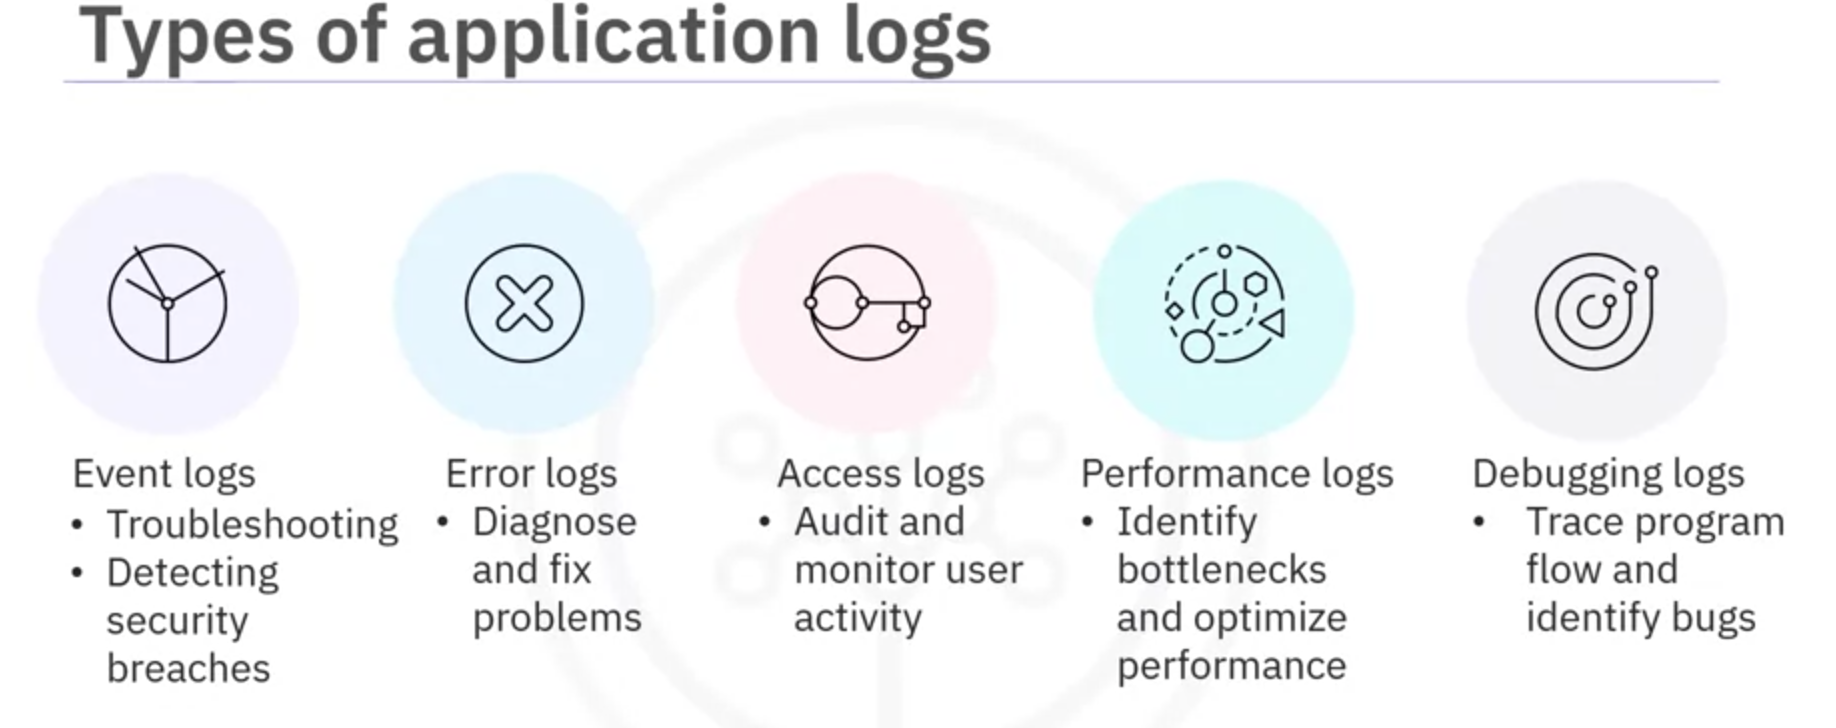 Types of application logs
Event logs
• Troubleshooting
• Detecting
security
breaches
Error logs
• Diagnose
and fix
problems
Access logs
• Audit and
monitor user
activity
Performance logs
• Identify
bottlenecks
and optimize
performance
Debugging logs
• Trace program
flow and
identify bugs